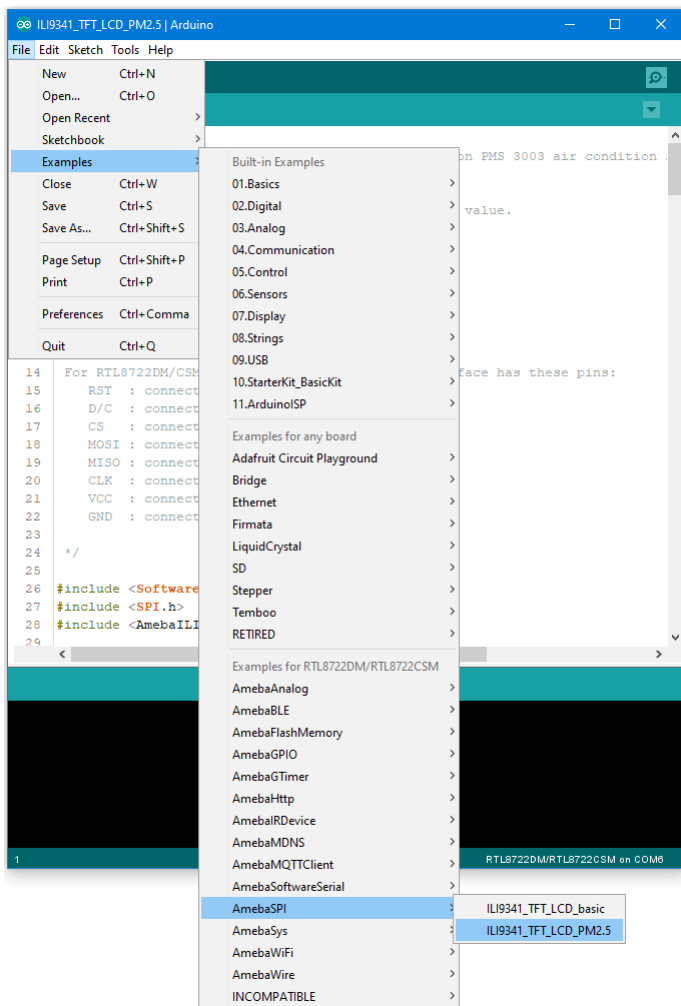 ILI9341_TFT_LCD_PM2.5 | Arduino
File Edit Sketch Tools Help
New Ctrl+N
Open... Ctrl+O
Open Recent
Sketchbook
Examples
Close Ctrl+W
Save Ctrl+S
Save As... Ctrl+Shift+S
Page Setup Ctrl+Shift+P
Print Ctrl+P
Preferences Ctrl+Comma
Quit Ctrl+Q
Built-in Examples
01.Basics
02.Digital
03.Analog
04.Communication
05.Control
06.Sensors
07.Display
08.Strings
09.USB
10.StarterKit_BasicKit
11.ArduinoISP
Examples for any board
Adafruit Circuit Playground
Bridge
Ethernet
Firmata
LiquidCrystal
SD
Stepper
Temboo
RETIRED
Examples for RTL8722DM/RTL8722CSM
AmebaAnalog
AmebaBLE
AmebaFlashMemory
AmebaGPIO
AmebaGTimer
AmebaHttp
AmebaIRDevice
AmebaMDNS
AmebaMQTTClient
AmebaSoftwareSerial
AmebaSPI
AmebaSys
AmebaWiFi
AmebaWire
INCOMPATIBLE
ILI9341_TFT_LCD_basic
ILI9341_TFT_LCD_PM2.5
on PMS 3003 air condition
value.
14 For RTL8722DM/CSM face has these pins:
15 RST : connect
16 D/C : connect
17 CS : connect
18 MOSI : connect
19 MISO : connect
20 CLK : connect
21 VCC : connect
22 GND : connect
23
24 */
25
26 #include <Software
27 #include <SPI.h>
28 #include <AmebaILI
29
1 RTL8722DM/RTL8722CSM on COM6